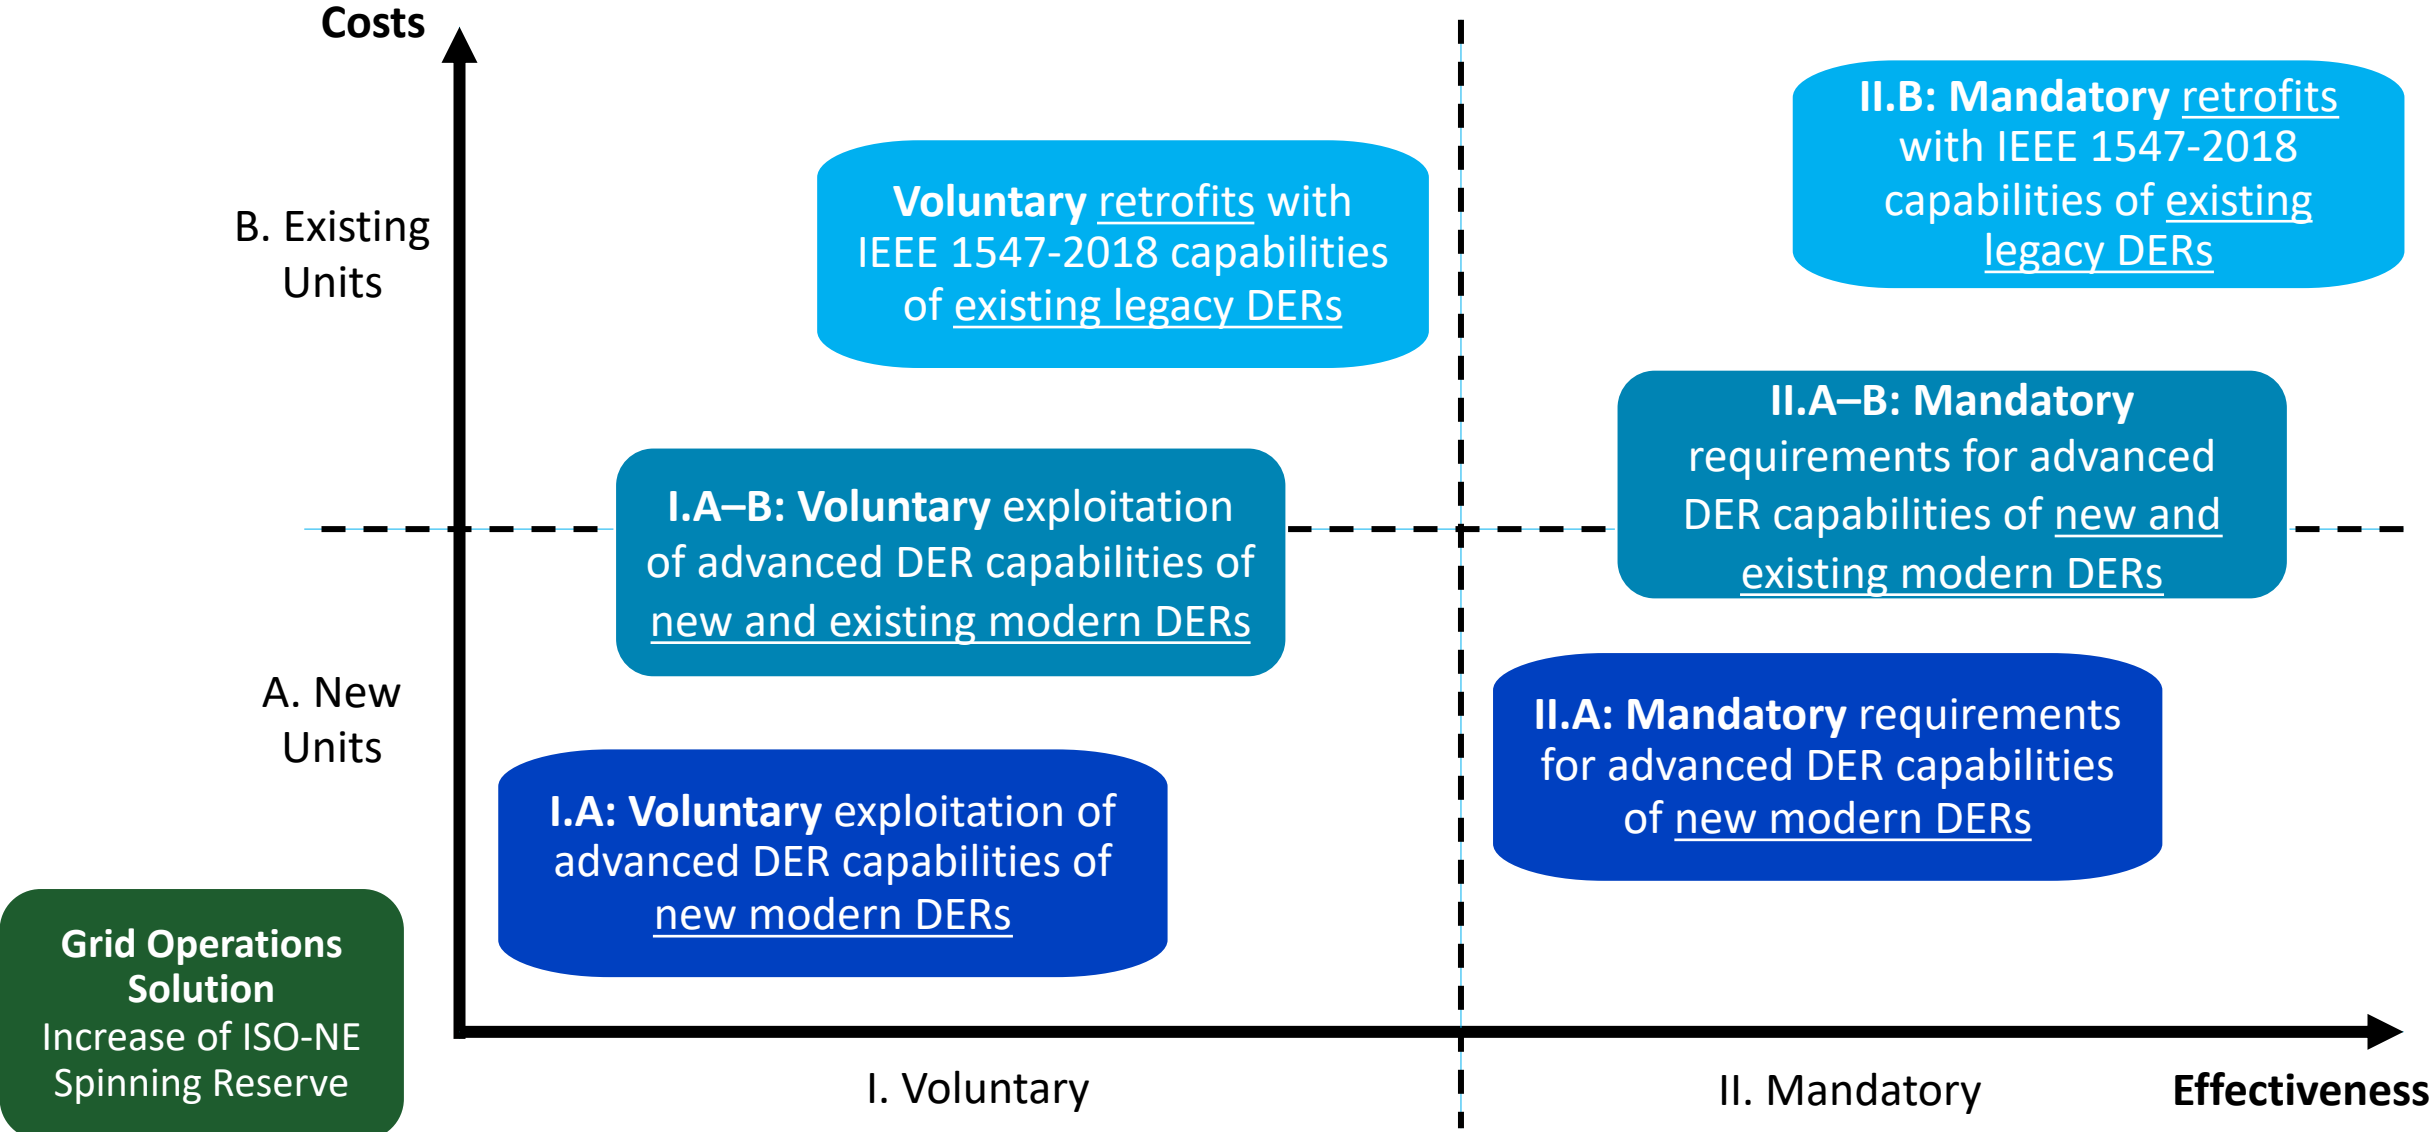 Costs
II.B: Mandatory retrofits
with IEEE 1547-2018
capabilities of existing
legacy DERs
Voluntary retrofits with
IEEE 1547-2018 capabilities
of existing legacy DERs
B. Existing
Units
II.A–B: Mandatory
requirements for advanced
DER capabilities of new and
existing modern DERs
I.A–B: Voluntary exploitation
of advanced DER capabilities of
new and existing modern DERs
A. New
Units
II.A: Mandatory requirements
for advanced DER capabilities
of new modern DERs
I.A: Voluntary exploitation of
advanced DER capabilities of
new modern DERs
Grid Operations
Solution
Increase of ISO-NE
Spinning Reserve
I. Voluntary
II. Mandatory
Effectiveness